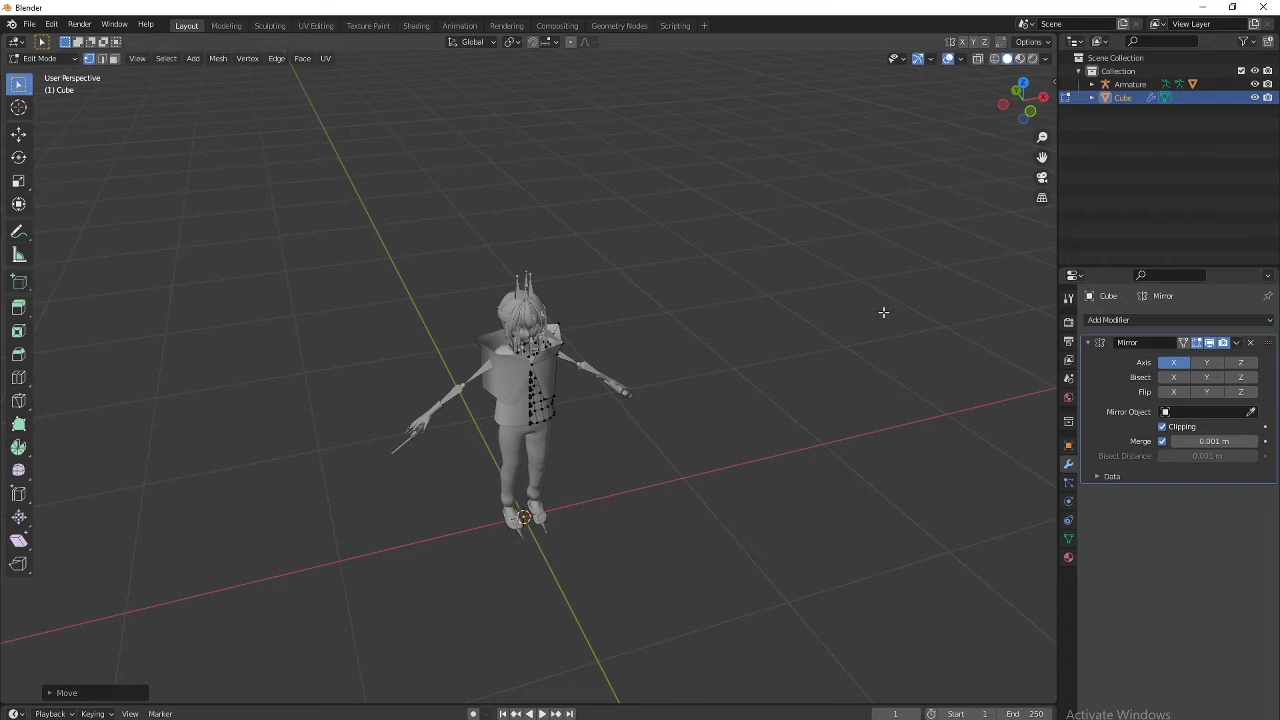 Blender
File Edit Render Window Help Layout Modeling Sculpting UV Editing Texture Paint Shading Animation Rendering Compositing Geometry Nodes Scripting + Scene View Layer
Global X Y Z Options
Edit Mode View Select Add Mesh Vertex Edge Face UV
User Perspective
(1) Cube
Scene Collection
Collection
Armature
Cube
Z
Y
X
Cube Mirror
Add Modifier
Mirror
Axis X Y Z
Bisect X Y Z
Flip X Y Z
Mirror Object
Clipping
Merge 0.001 m
Bisect Distance 0.001 m
Data
Move
Playback Keying View Marker 1 Start 1 End 250
Activate Windows